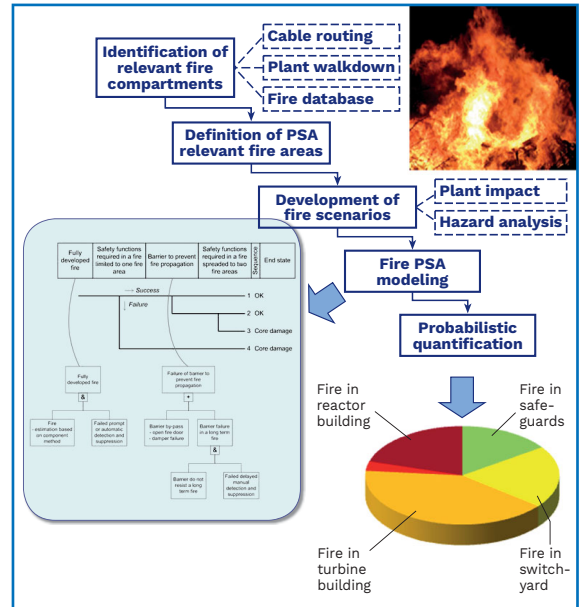 Identification of
relevant fire
compartments
Cable routing
Plant walkdown
Fire database
Definition of PSA
relevant fire areas
Development of
fire scenarios
Plant impact
Hazard analysis
Fire PSA
modeling
Probabilistic
quantification
Fully
developed
fire
Safety functions
required in a fire
limited to one fire
area
Barrier to prevent
fire propagation
Safety functions
required in a fire
spreaded to two
fire areas
Sequence
End state
→ Success
↓ Failure
1 OK
2 OK
3 Core damage
4 Core damage
Fully
developed fire
&
Fire
- estimation based
on component
method
Failed prompt
or automatic
detection and
suppression
Failure of barrier to
prevent fire
propagation
Barrier by-pass
- open fire door
- damper failure
Barrier failure
in a long term
fire
&
Barrier do not
resist a long
term fire
Failed delayed
manual
detection and
suppression
Fire in
reactor
building
Fire in
safe-
guards
Fire in
turbine
building
Fire in
switch-
yard